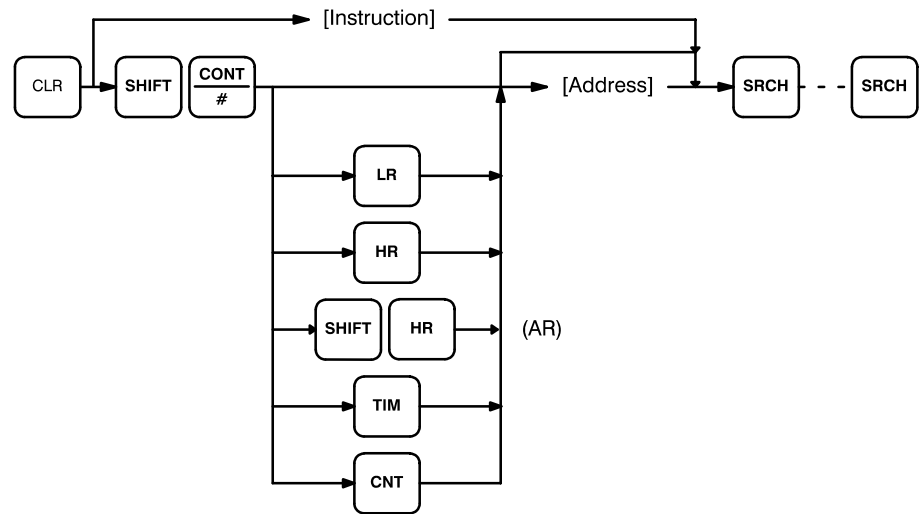 [Instruction]
CLR SHIFT CONT # [Address] SRCH SRCH
LR
HR
SHIFT HR (AR)
TIM
CNT